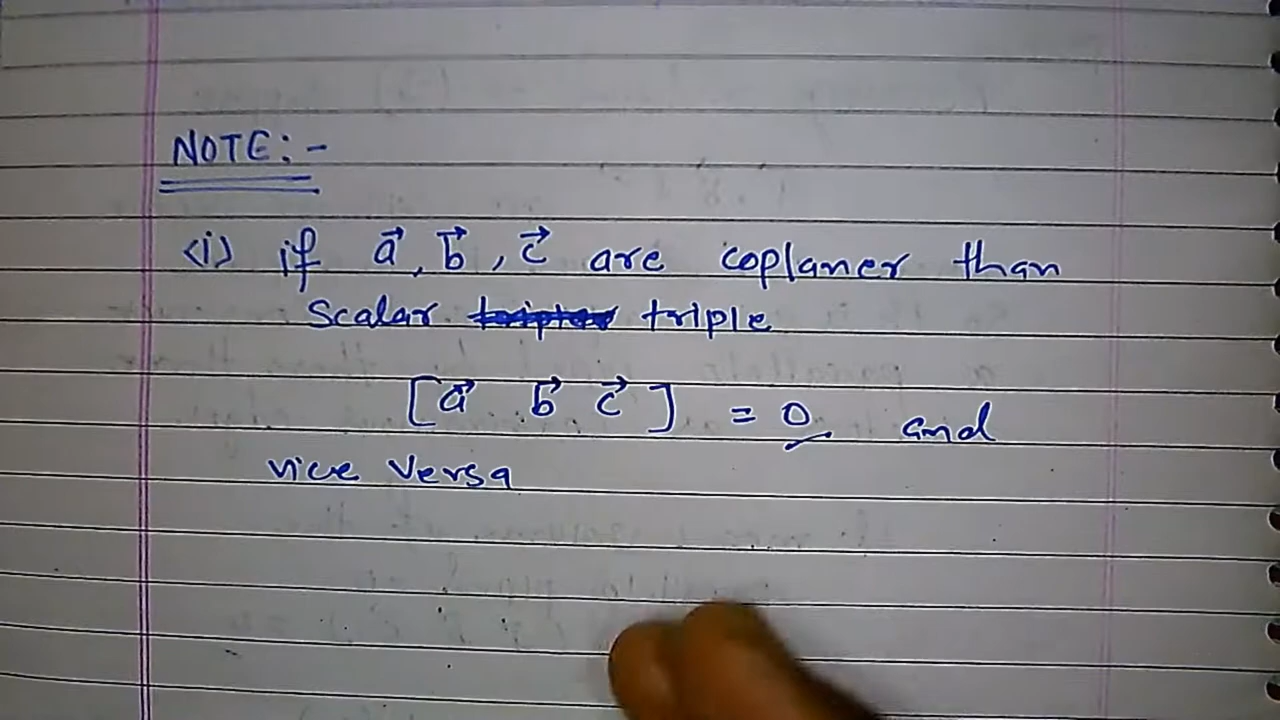 NOTE:-
(i) if a⃗, b⃗, c⃗ are coplaner than
Scalar triple
[a⃗ b⃗ c⃗] = 0 and
vice versa